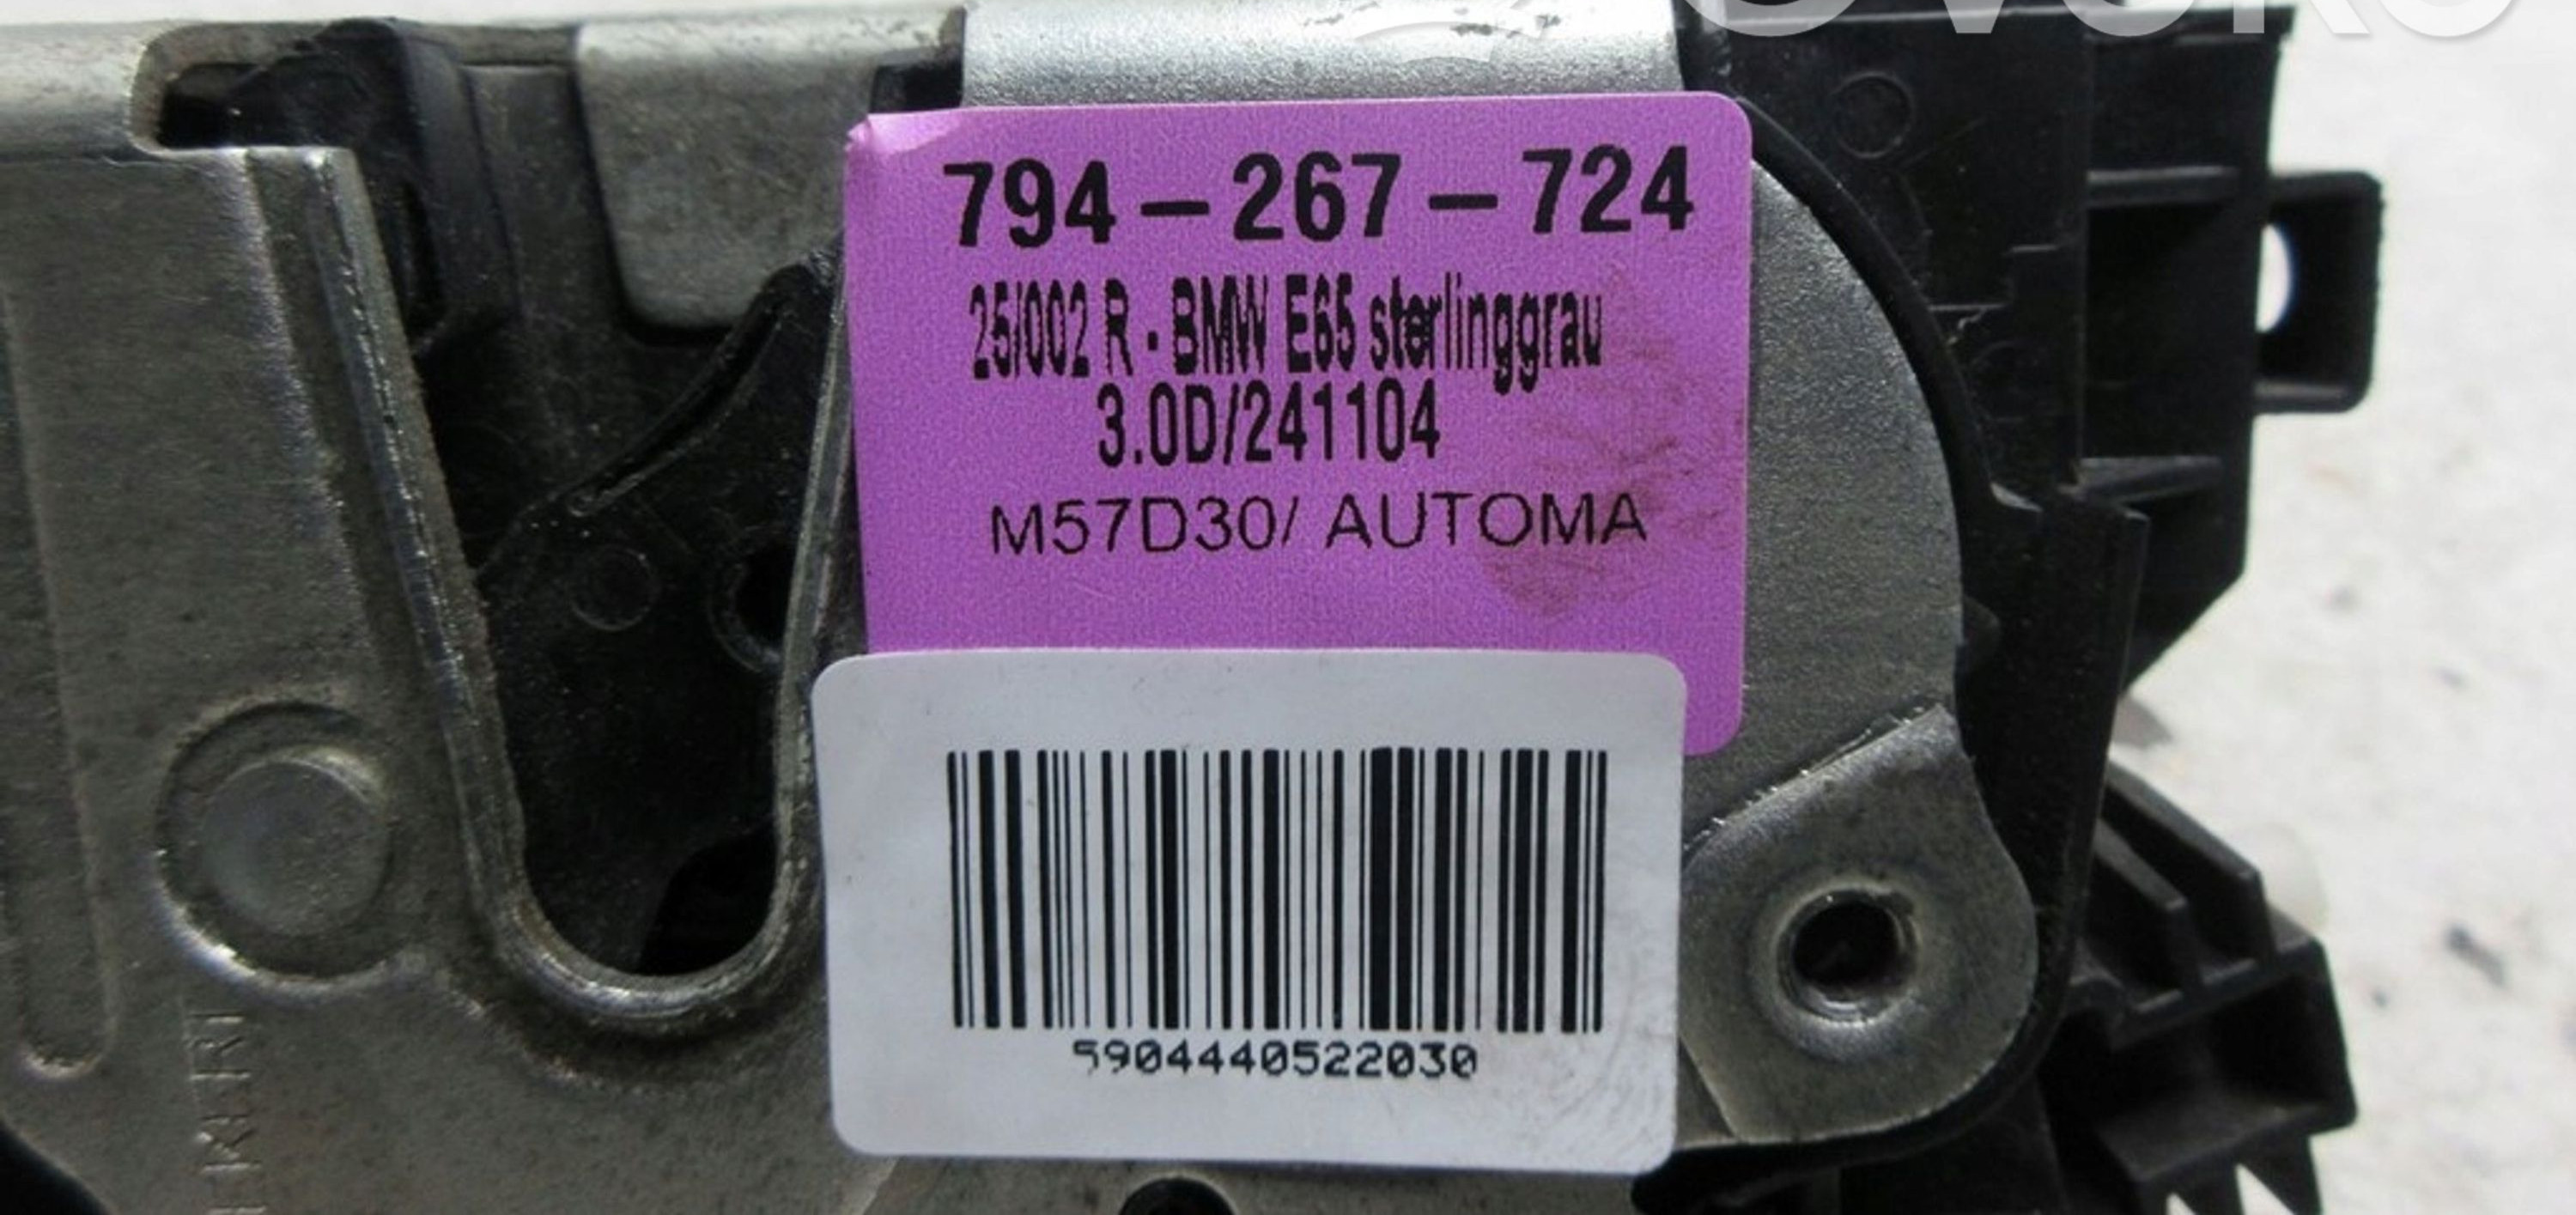 794-267-724
25/002 R - BMW E65 sterlinggrau
3.0D/241104
M57D30/ AUTOMA
5904440522030